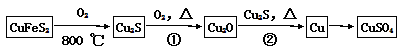 CuFeS₂ O₂ 800 ℃ Cu₂S O₂, △ ① Cu₂O Cu₂S, △ ② Cu CuSO₄